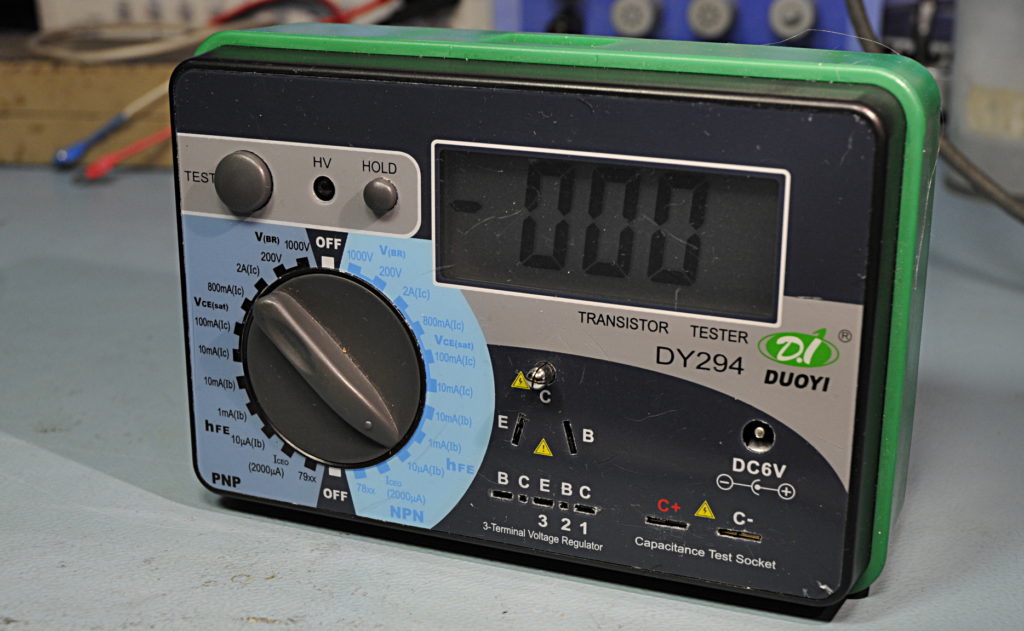 TEST
HV
HOLD
- 000
OFF
V(BR)
1000V
200V
2A(Ic)
800mA(Ic)
VCE(sat)
100mA(Ic)
10mA(Ic)
10mA(Ib)
1mA(Ib)
hFE
10μA(Ib)
ICEO
(2000μA)
79xx
PNP
V(BR)
1000V
200V
2A(Ic)
800mA(Ic)
VCE(sat)
100mA(Ic)
10mA(Ic)
10mA(Ib)
1mA(Ib)
hFE
10μA(Ib)
ICEO
(2000μA)
78xx
NPN
OFF
TRANSISTOR TESTER
DY294
D.I ®
DUOYI
C
E B
B C E B C
3 2 1
3-Terminal Voltage Regulator
DC6V
- C +
C+ C-
Capacitance Test Socket